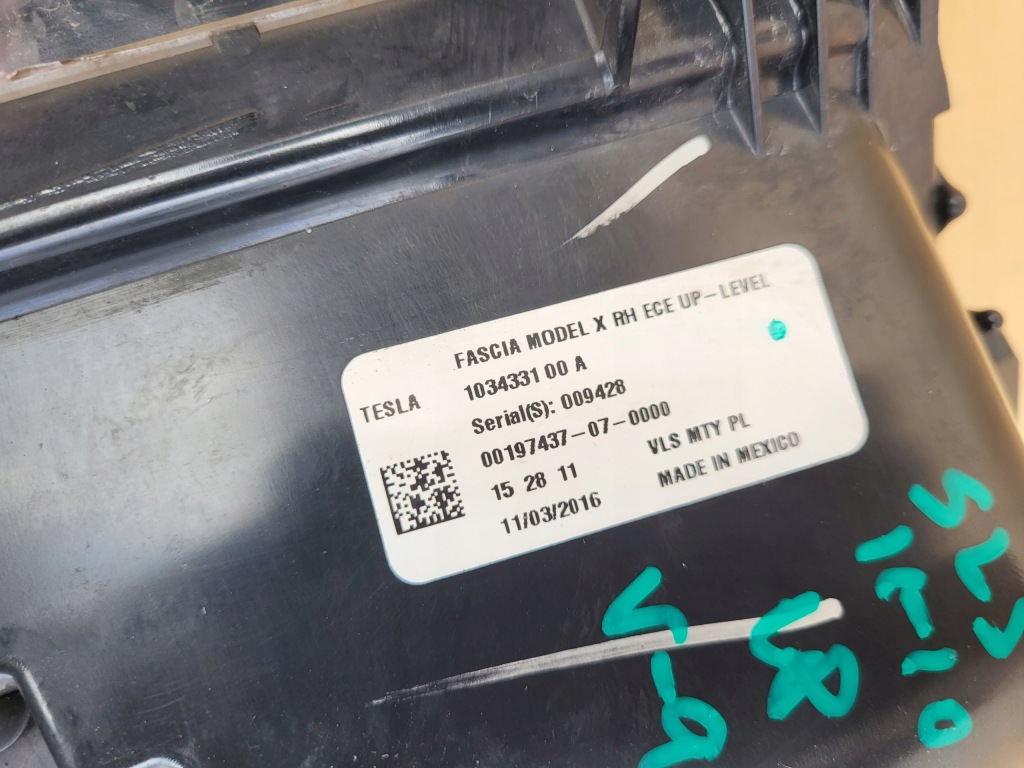 FASCIA MODEL X RH ECE UP-LEVEL
TESLA 1034331 00 A
Serial(S): 009428
00197437-07-0000
15 28 11 VLS MTY PL
11/03/2016 MADE IN MEXICO